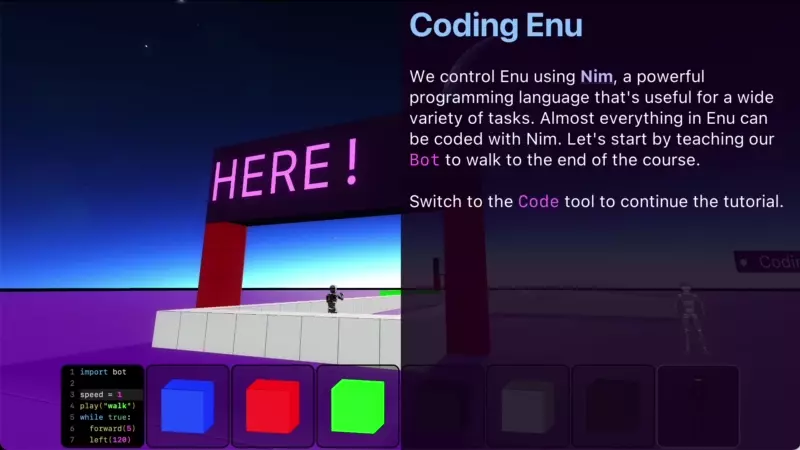 Coding Enu
We control Enu using Nim, a powerful
programming language that's useful for a wide
variety of tasks. Almost everything in Enu can
be coded with Nim. Let's start by teaching our
Bot to walk to the end of the course.
Switch to the Code tool to continue the tutorial.
HERE!
Codin
1 import bot
2
3 speed = 1
4 play("walk")
5 while true:
6 forward(5)
7 left(120)